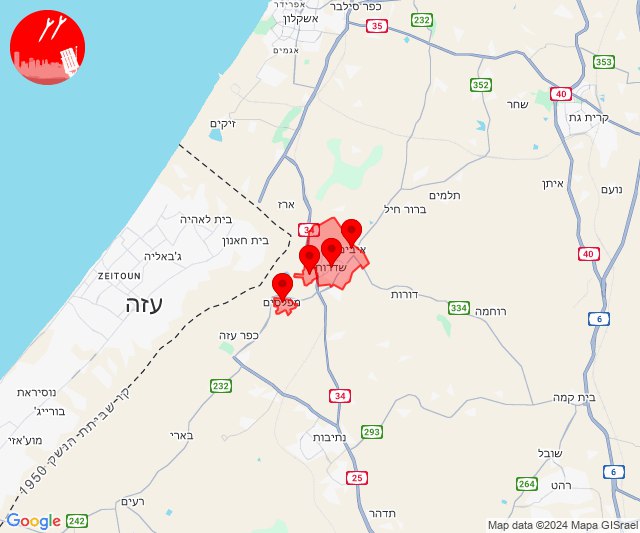 כפר סילבר
אפרידר
אשקלון
אגמים
232
35
353
352
40
שחר
קרית גת
זיקים
איתן
נועם
תלמים
ברור חיל
ארז
בית לאהיה
34
בית חאנון
איבים
ג'באליה
40
ZEITOUN
שדרות
דורות
עזה
מפלסים
334
רוחמה
6
כפר עזה
קו שביתת הנשק 1950
232
נוסיראת
34
בית קמה
בורייג'
293
בארי
נתיבות
מוע'אזי
שובל
25
6
264
רהט
רעים
תדהר
Google
242
Map data ©2024 Mapa GISrael